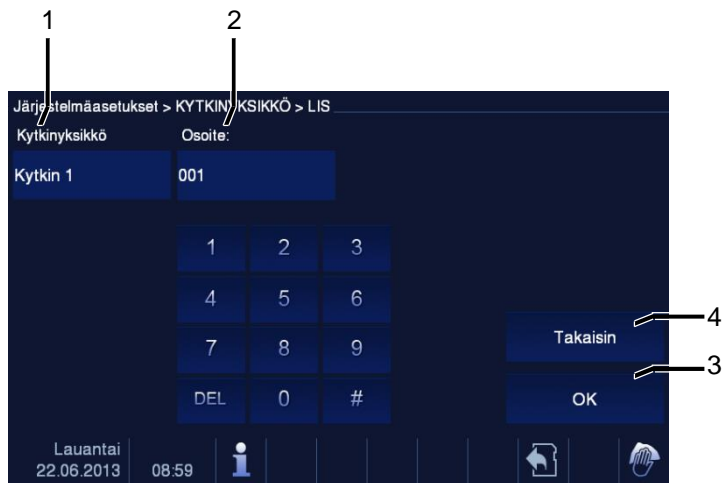 1 2
Järjestelmäasetukset > KYTKINYKSIKKÖ > LIS
Kytkinyksikkö Osoite:
Kytkin 1 001
1 2 3
4 5 6
7 8 9
DEL 0 #
4
Takaisin
3
OK
Lauantai
22.06.2013 08:59